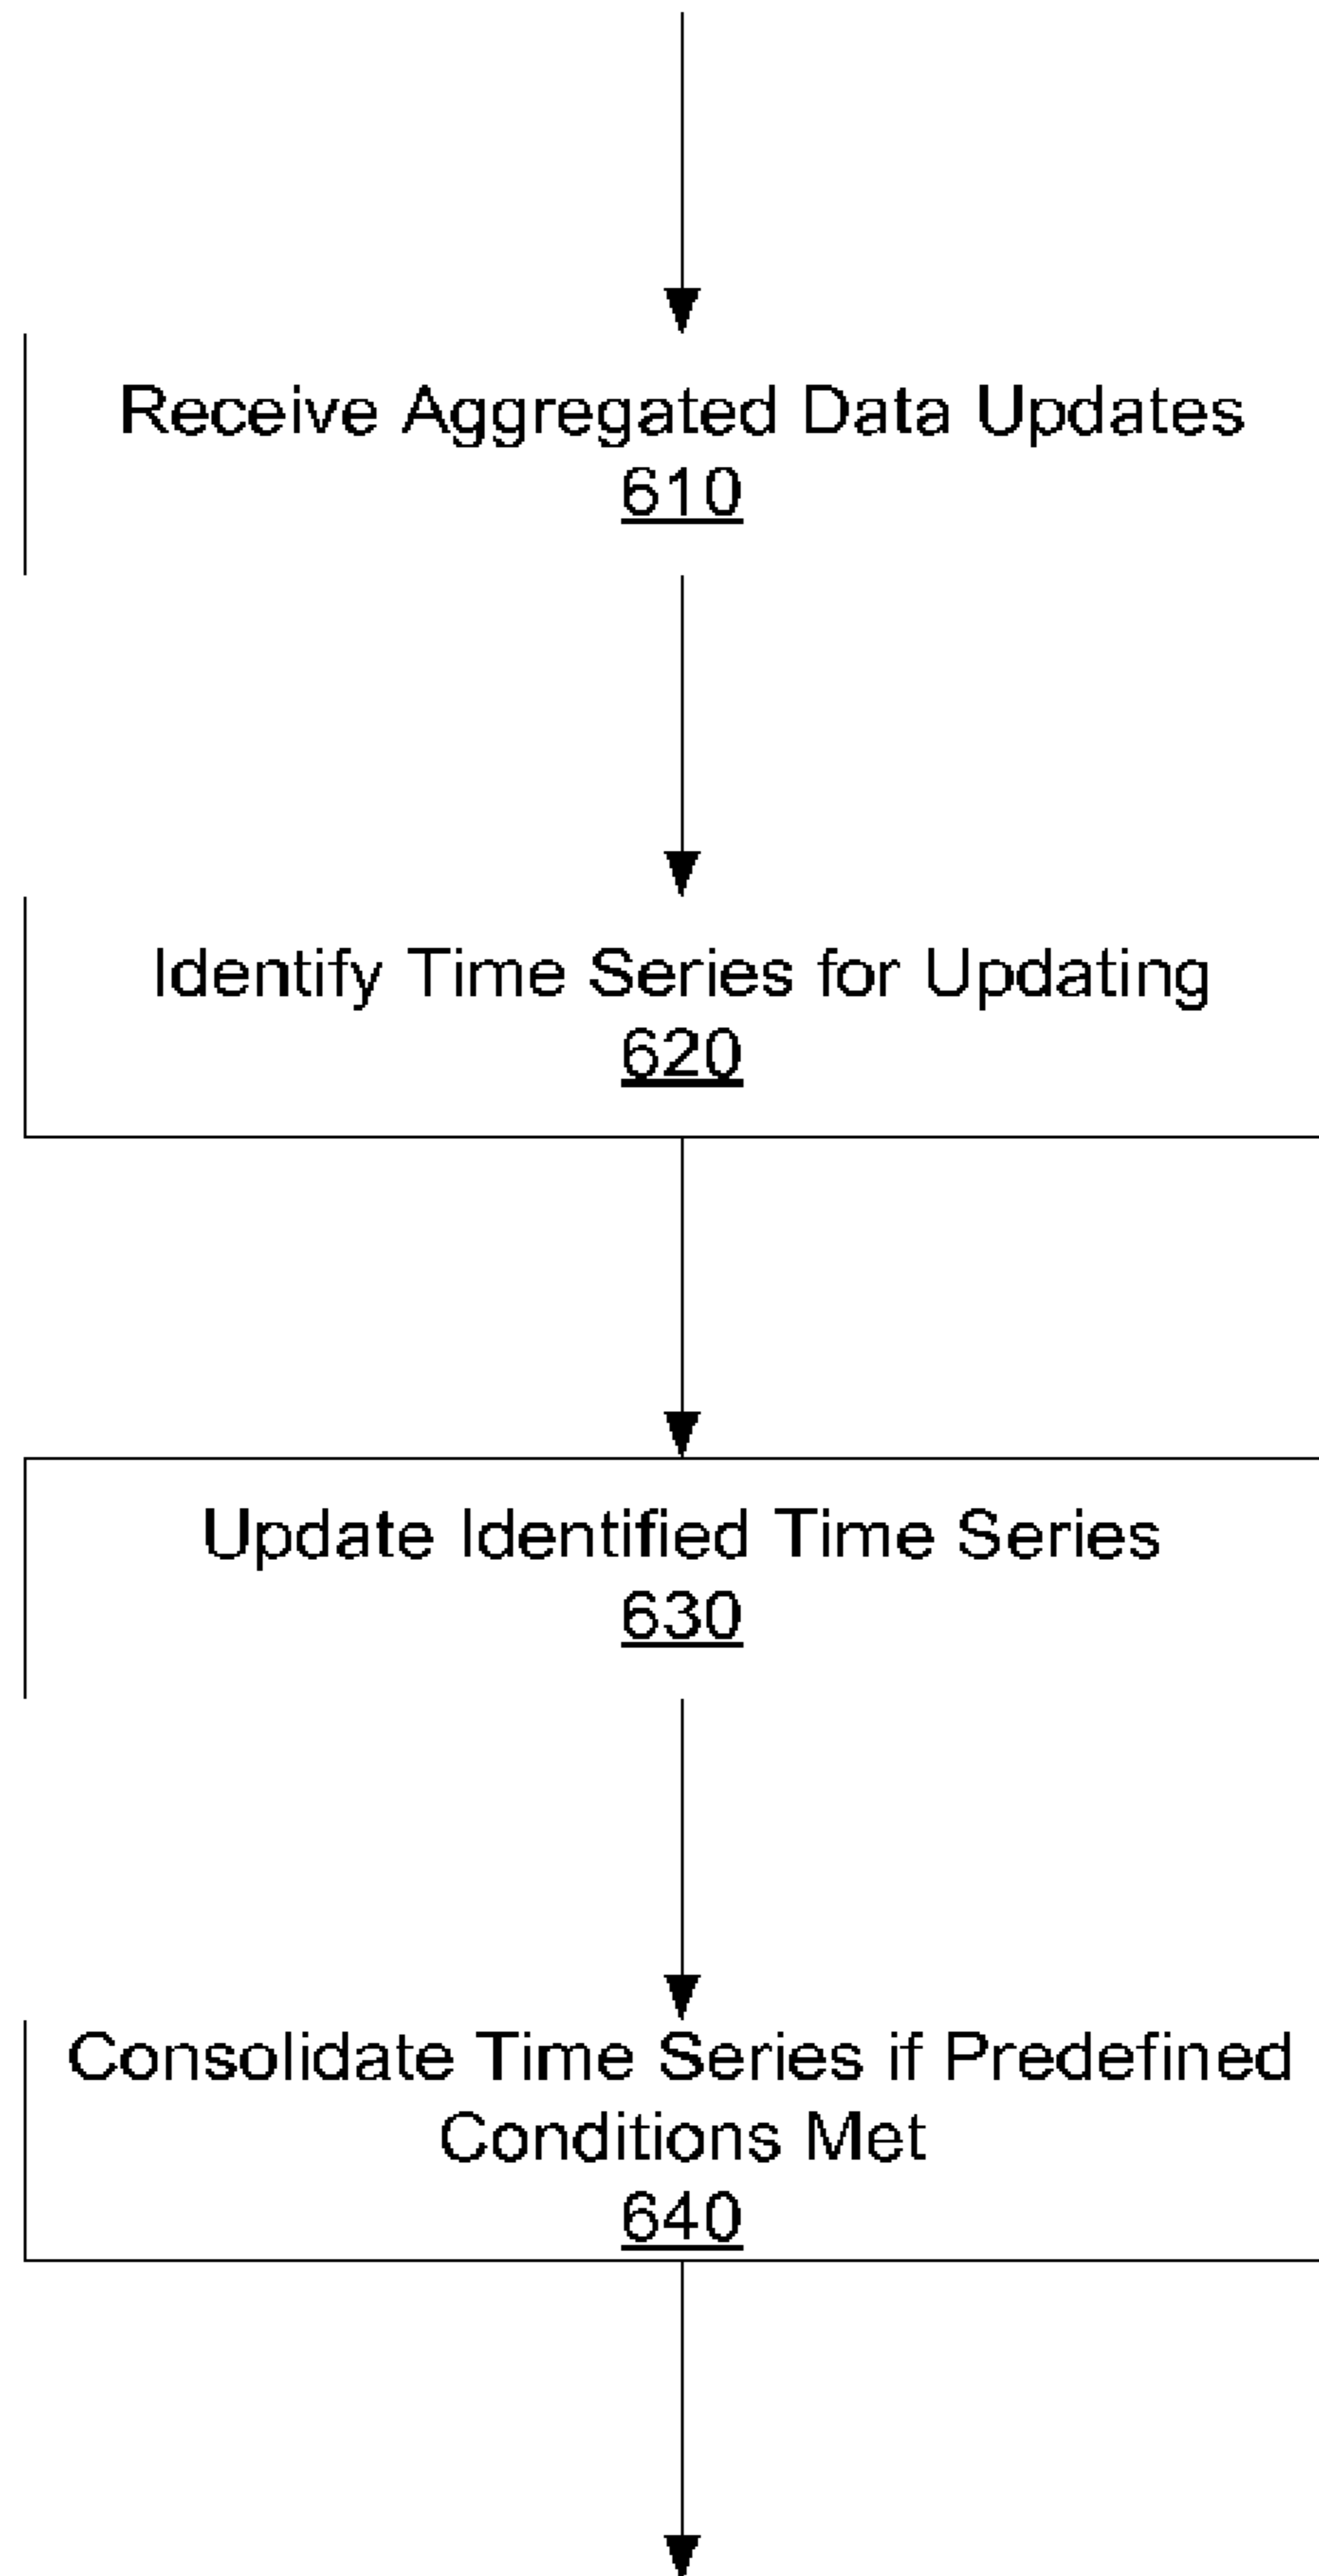 Receive Aggregated Data Updates
610
Identify Time Series for Updating
620
Update Identified Time Series
630
Consolidate Time Series if Predefined
Conditions Met
640